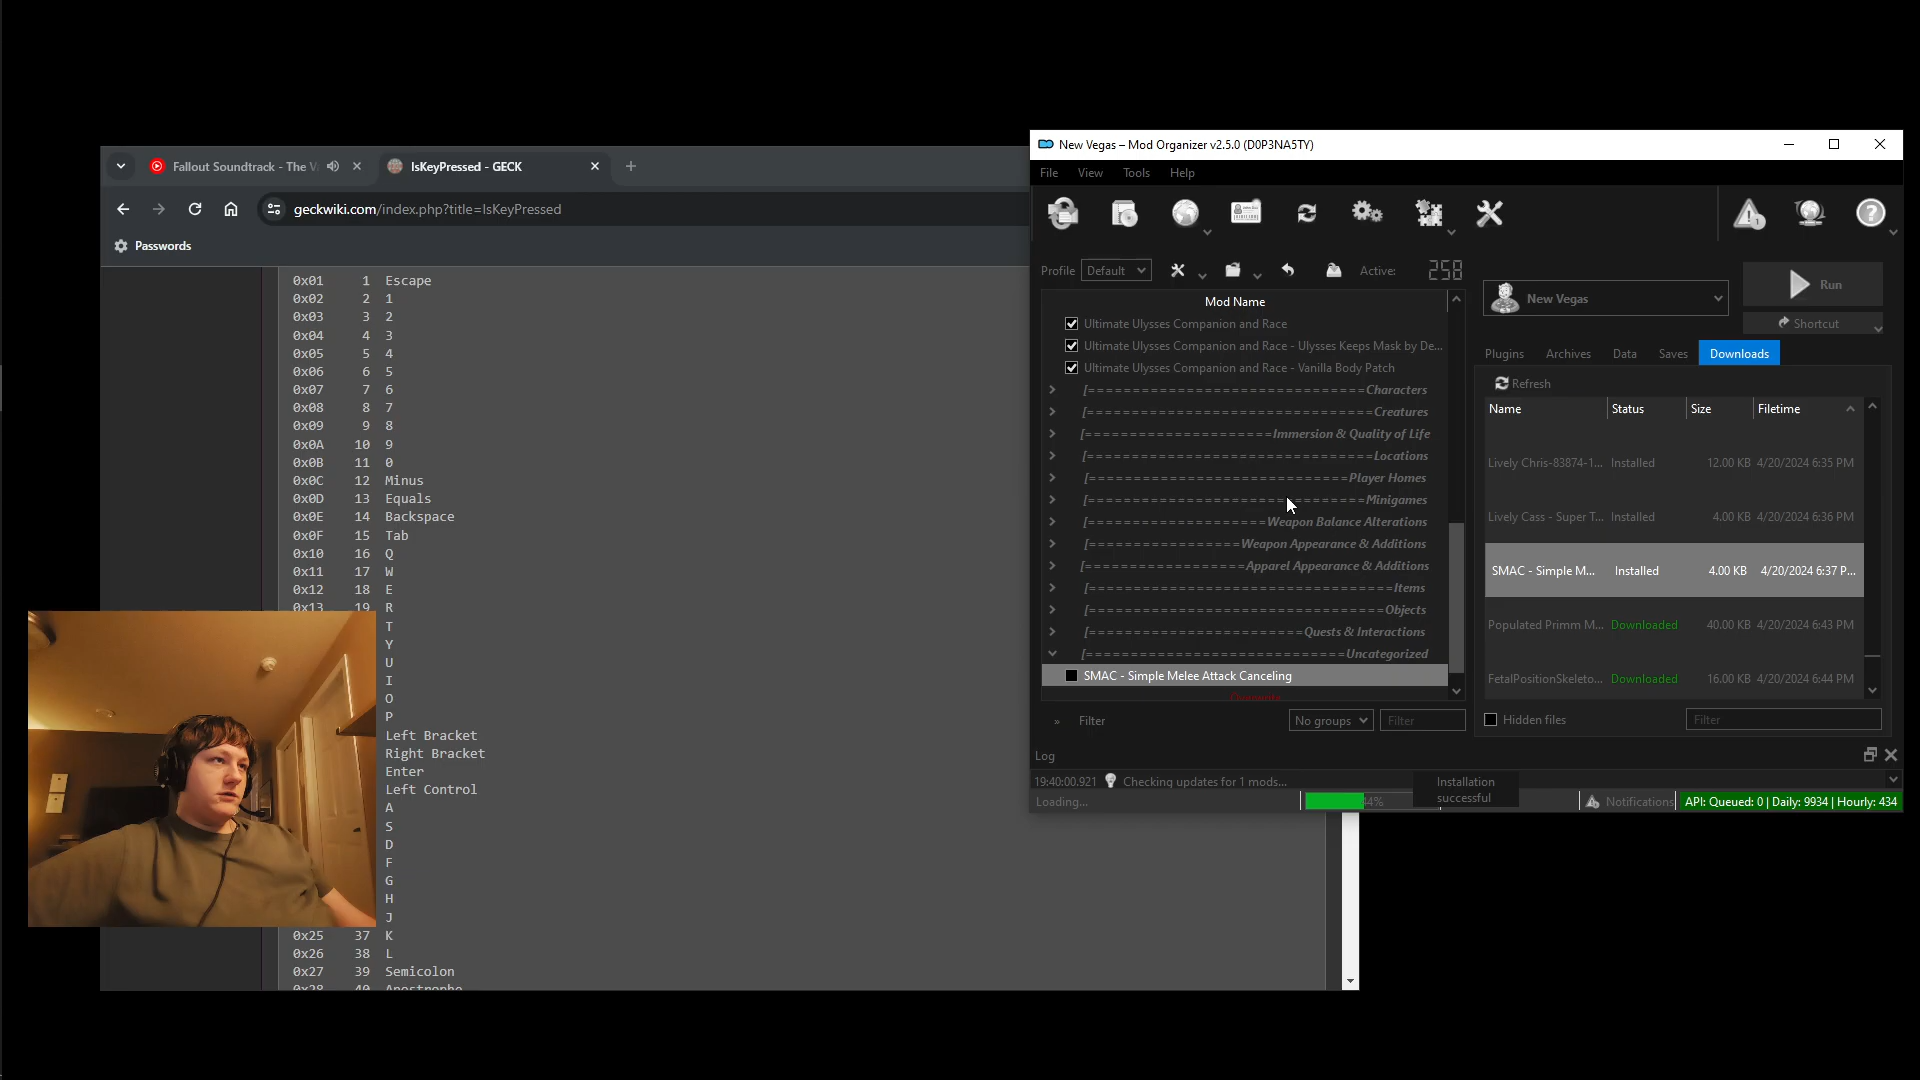 Fallout Soundtrack - The V
IsKeyPressed - GECK
geckwiki.com/index.php?title=IsKeyPressed
Passwords
0x01 1 Escape
0x02 2 1
0x03 3 2
0x04 4 3
0x05 5 4
0x06 6 5
0x07 7 6
0x08 8 7
0x09 9 8
0x0A 10 9
0x0B 11 0
0x0C 12 Minus
0x0D 13 Equals
0x0E 14 Backspace
0x0F 15 Tab
0x10 16 Q
0x11 17 W
0x12 18 E
0x13 19 R
T
Y
U
I
O
P
Left Bracket
Right Bracket
Enter
Left Control
A
S
D
F
G
H
J
0x25 37 K
0x26 38 L
0x27 39 Semicolon
0x28 40 Apostrophe
New Vegas – Mod Organizer v2.5.0 (D0P3NA5TY)
File View Tools Help
Profile Default Active: 258
Mod Name
Ultimate Ulysses Companion and Race
Ultimate Ulysses Companion and Race - Ulysses Keeps Mask by De...
Ultimate Ulysses Companion and Race - Vanilla Body Patch
[=============================Characters
[==============================Creatures
[====================Immersion & Quality of Life
[==============================Locations
[============================Player Homes
[=============================Minigames
[===================Weapon Balance Alterations
[================Weapon Appearance & Additions
[=================Apparel Appearance & Additions
[================================Items
[===============================Objects
[=======================Quests & Interactions
[===========================Uncategorized
SMAC - Simple Melee Attack Canceling
Overwrite
» Filter No groups Filter
New Vegas
Run
Shortcut
Plugins Archives Data Saves Downloads
Refresh
Name Status Size Filetime
Lively Chris-83874-1... Installed 12.00 KB 4/20/2024 6:35 PM
Lively Cass - Super T... Installed 4.00 KB 4/20/2024 6:36 PM
SMAC - Simple M... Installed 4.00 KB 4/20/2024 6:37 P...
Populated Primm M... Downloaded 40.00 KB 4/20/2024 6:43 PM
FetalPositionSkeleto... Downloaded 16.00 KB 4/20/2024 6:44 PM
Hidden files Filter
Log
19:40:00.921 Checking updates for 1 mods...
Loading... 44%
Installation
successful
Notifications API: Queued: 0 | Daily: 9934 | Hourly: 434